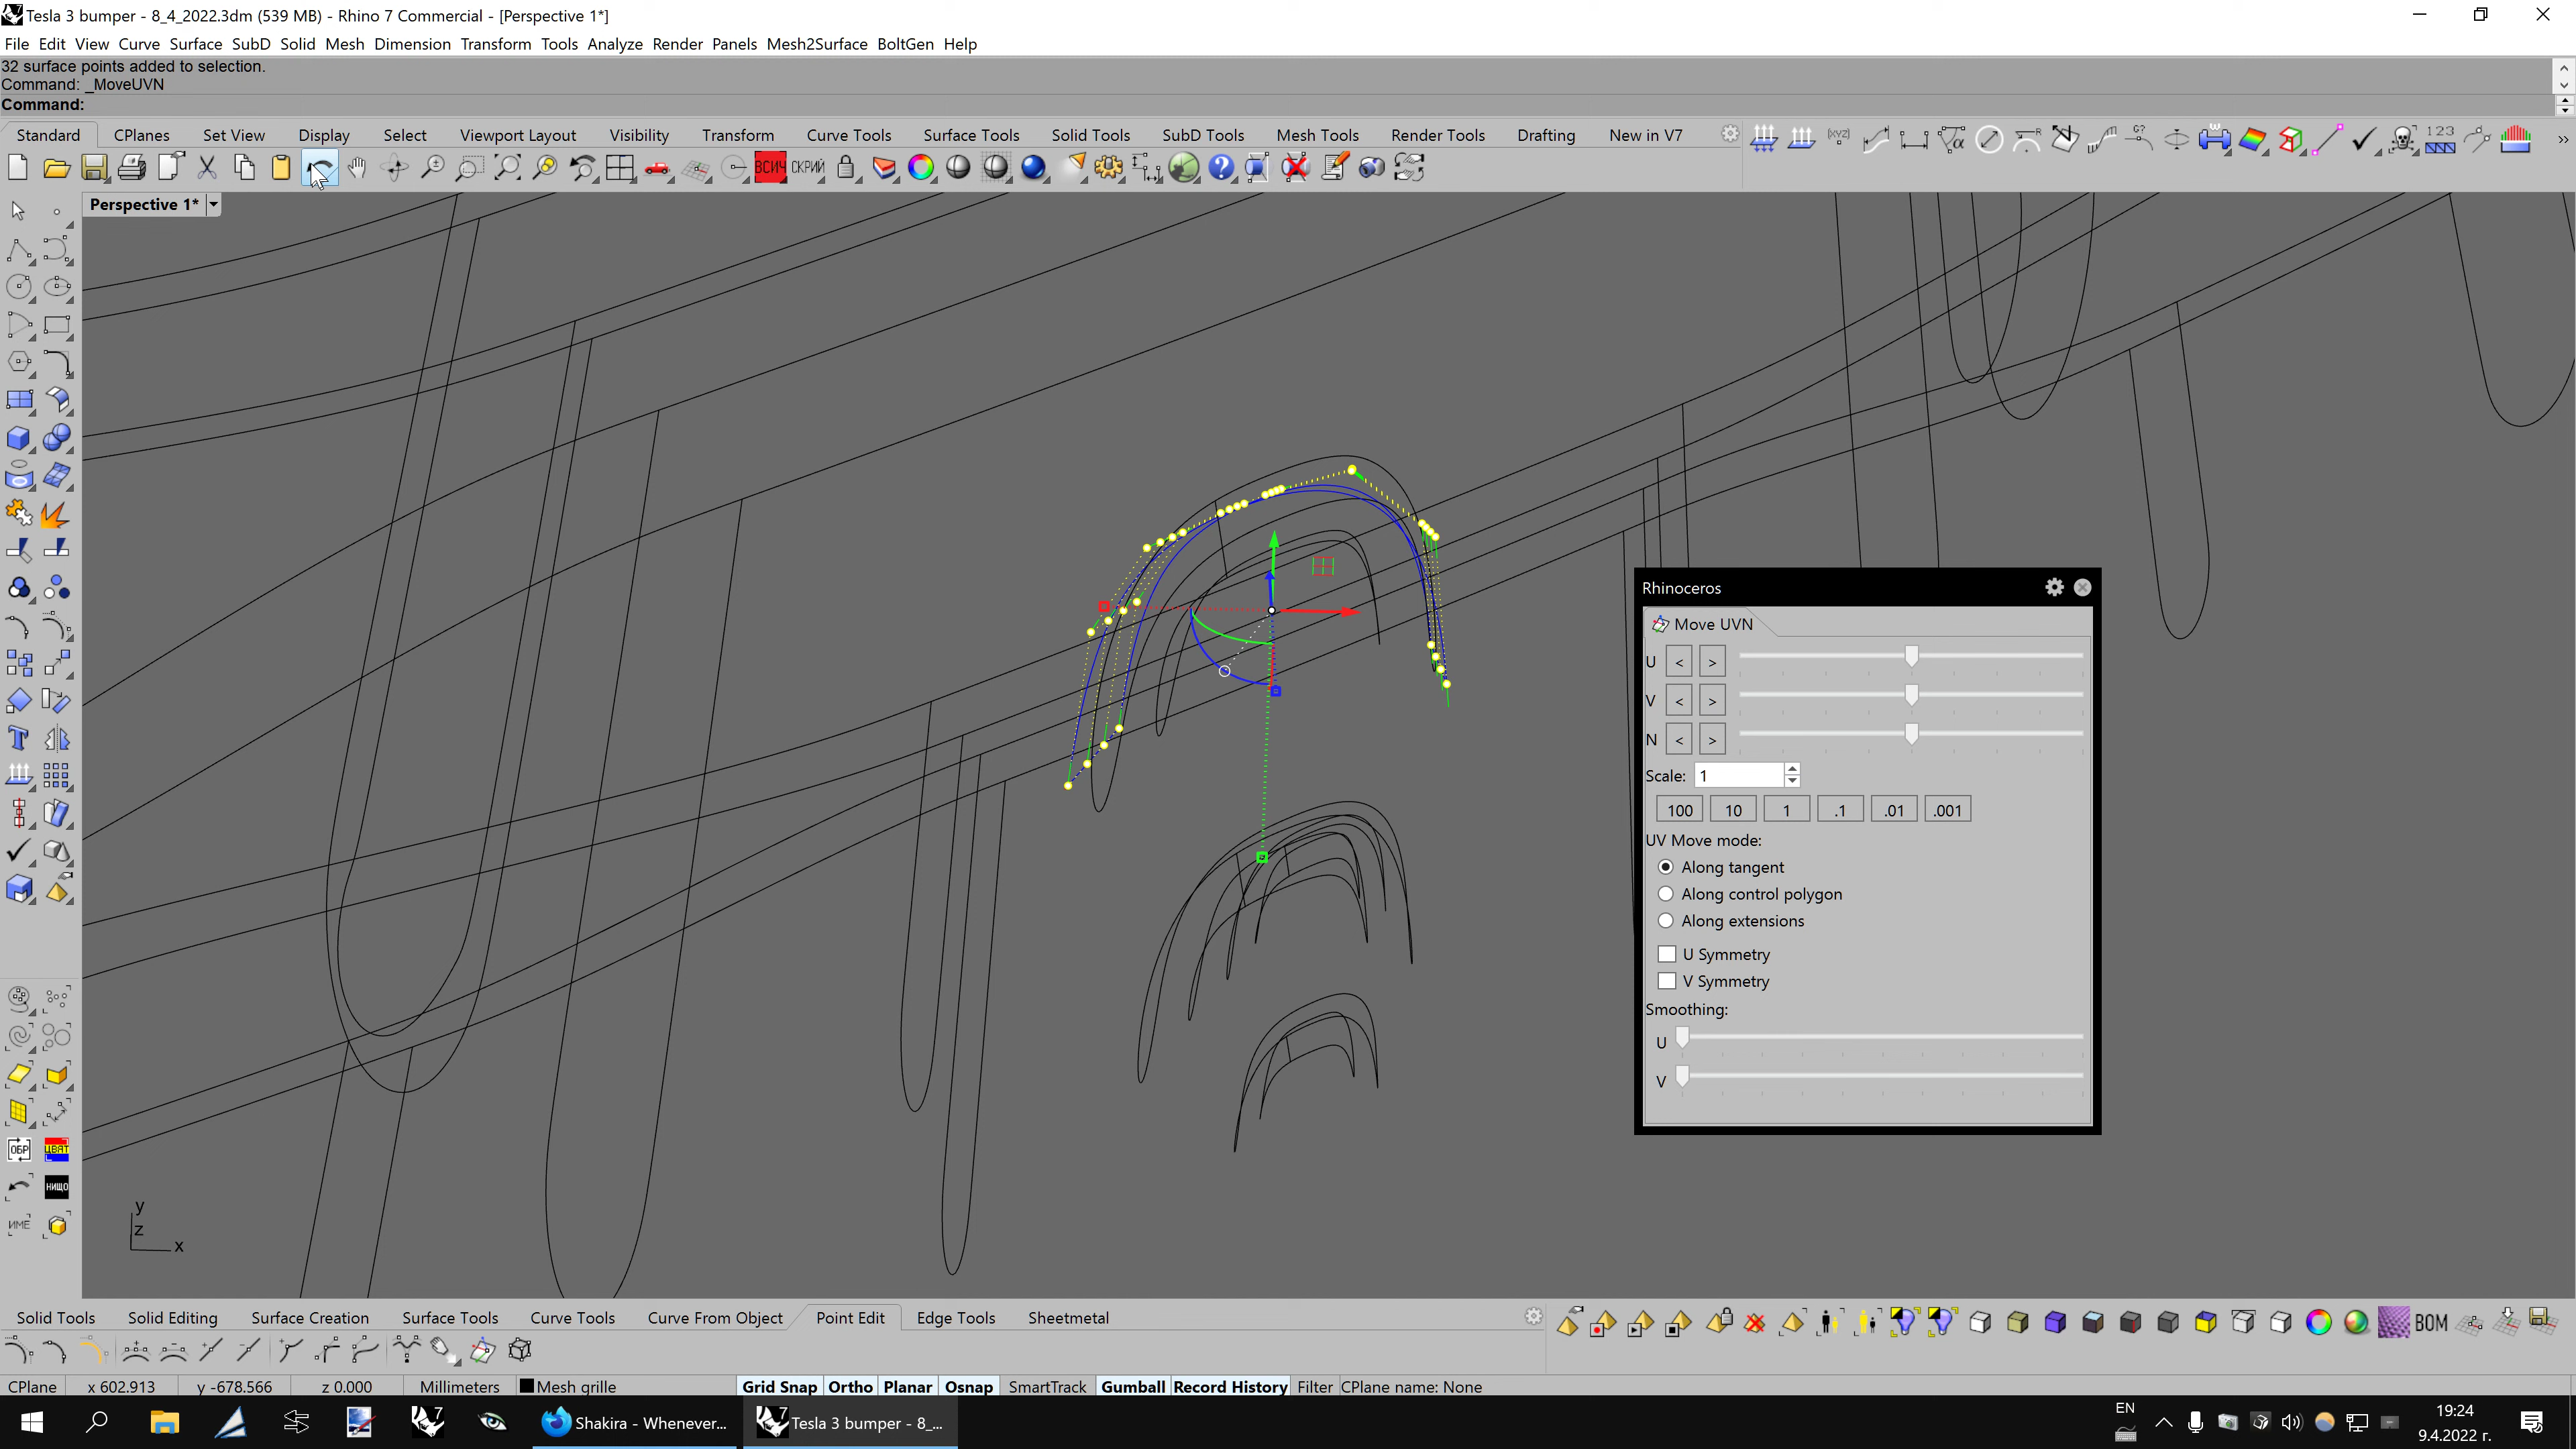 Tesla 3 bumper - 8_4_2022.3dm (539 MB) - Rhino 7 Commercial - [Perspective 1*]
File Edit View Curve Surface SubD Solid Mesh Dimension Transform Tools Analyze Render Panels Mesh2Surface BoltGen Help
32 surface points added to selection.
Command: _MoveUVN
Command:
Standard CPlanes Set View Display Select Viewport Layout Visibility Transform Curve Tools Surface Tools Solid Tools SubD Tools Mesh Tools Render Tools Drafting New in V7
ВСИЧ СКРИЙ
123
Perspective 1*
Rhinoceros
Move UVN
U < >
V < >
N < >
Scale: 1
100 10 1 .1 .01 .001
UV Move mode:
Along tangent
Along control polygon
Along extensions
U Symmetry
V Symmetry
Smoothing:
U
V
ОБР ЦВЯТ
НИЩО
ИМЕ
y
z
x
Solid Tools Solid Editing Surface Creation Surface Tools Curve Tools Curve From Object Point Edit Edge Tools Sheetmetal
BOM
CPlane x 602.913 y -678.566 z 0.000 Millimeters Mesh grille Grid Snap Ortho Planar Osnap SmartTrack Gumball Record History Filter CPlane name: None
Shakira - Whenever... Tesla 3 bumper - 8_...
EN
19:24
9.4.2022 г.